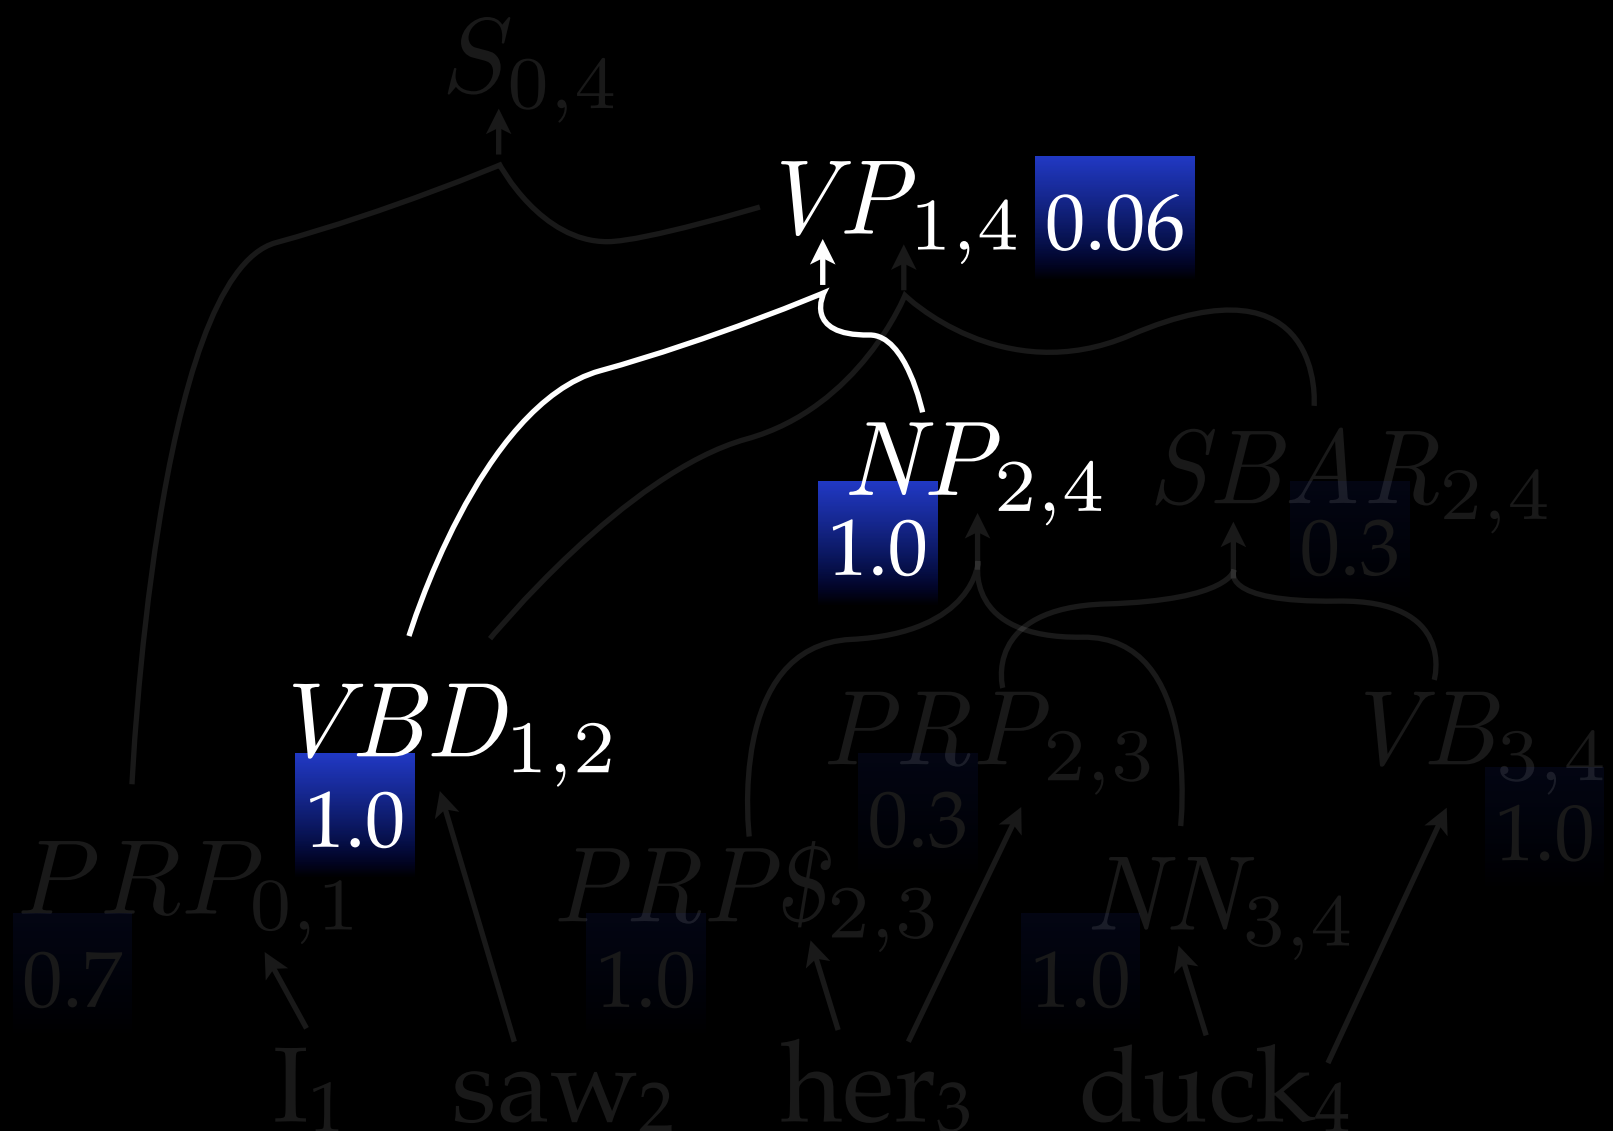 S0,4
VP1,4 0.06
NP2,4 SBAR2,4
1.0 0.3
VBD1,2 PRP2,3 VB3,4
1.0 0.3 1.0
PRP0,1 PRP$2,3 NN3,4
0.7 1.0 1.0
I1 saw2 her3 duck4